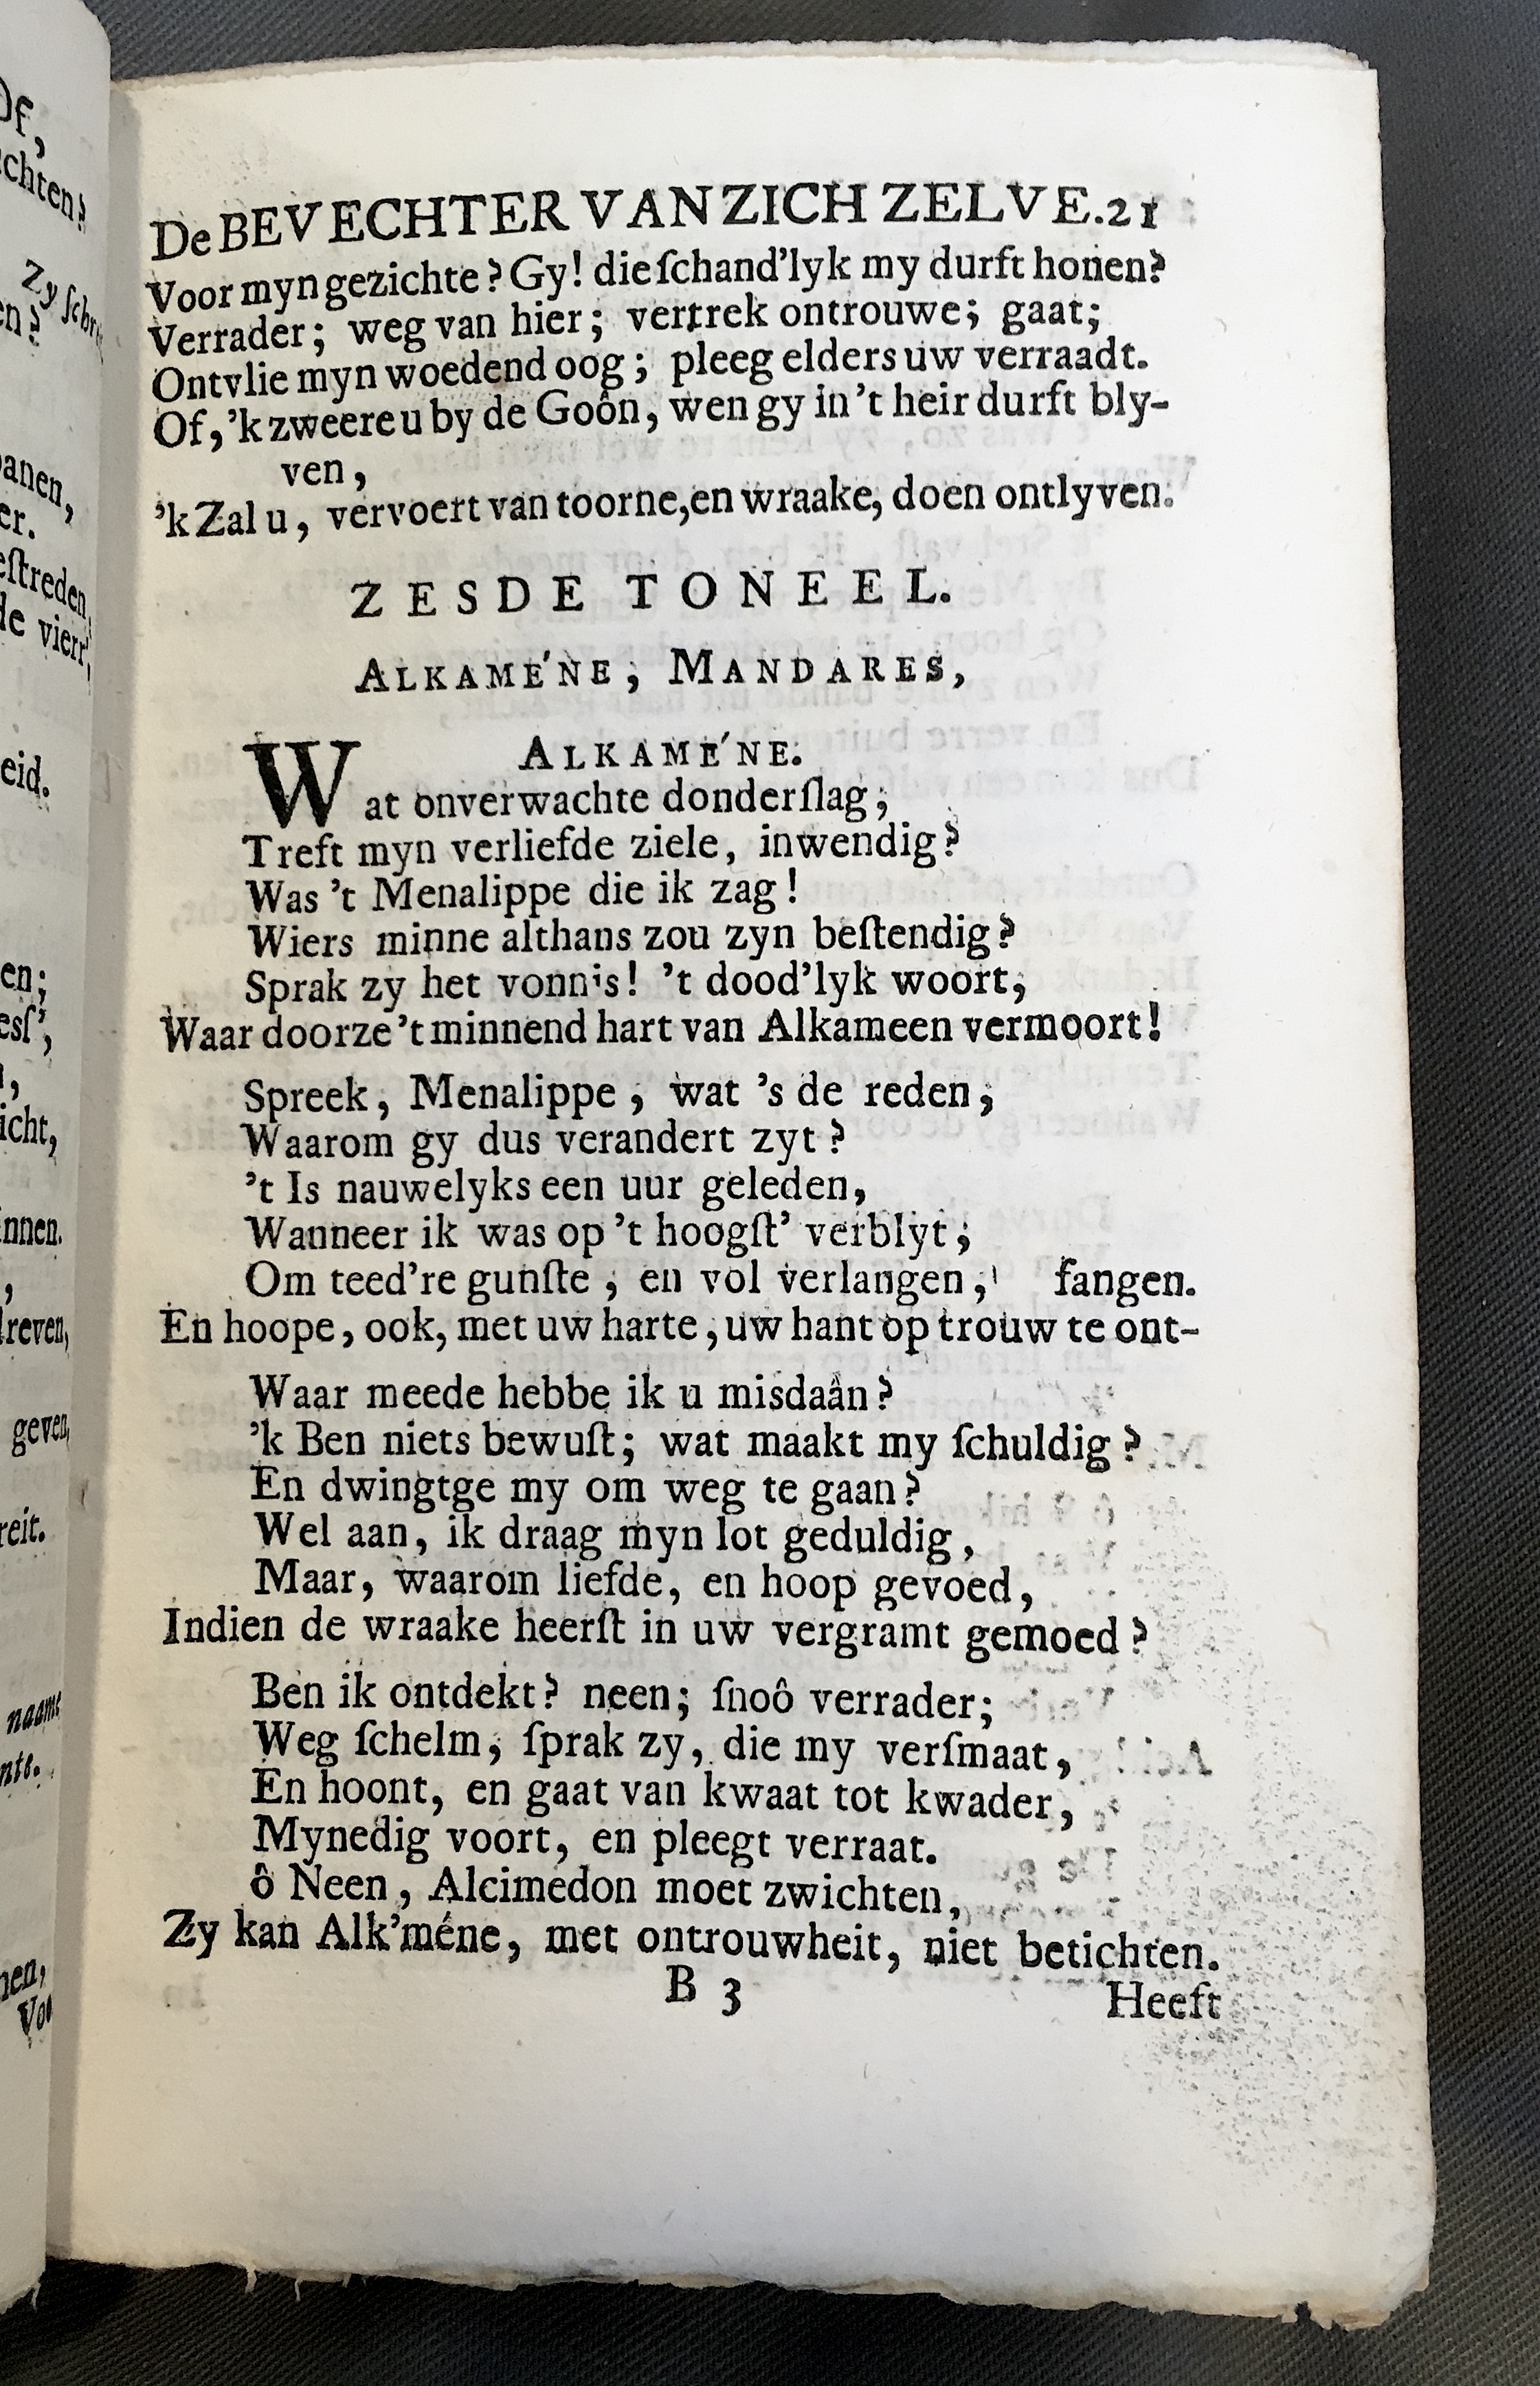 De BEVECHTER VAN ZICH ZELVE. 21
Voor myn gezichte? Gy! die ſchand'lyk my durft honen?
Verrader; weg van hier; vertrek ontrouwe; gaat;
Ontvlie myn woedend oog; pleeg elders uw verraadt.
Of, 'k zweere u by de Goôn, wen gy in 't heir durft bly-
ven,
'k Zal u, vervoert van toorne, en wraake, doen ontlyven.
ZESDE TONEEL.
ALKAME'NE, MANDARES,
ALKAME'NE.
Wat onverwachte donderſlag;
Treft myn verliefde ziele, inwendig?
Was 't Menalippe die ik zag!
Wiers minne althans zou zyn beſtendig?
Sprak zy het vonnis! 't dood'lyk woort,
Waar doorze 't minnend hart van Alkameen vermoort!
Spreek, Menalippe, wat 's de reden,
Waarom gy dus verandert zyt?
't Is nauwelyks een uur geleden,
Wanneer ik was op 't hoogſt' verblyt;
Om teed're gunſte, en vol verlangen, fangen.
En hoope, ook, met uw harte, uw hant op trouw te ont-
Waar meede hebbe ik u misdaân?
'k Ben niets bewuſt; wat maakt my ſchuldig?
En dwingtge my om weg te gaan?
Wel aan, ik draag myn lot geduldig,
Maar, waarom liefde, en hoop gevoed,
Indien de wraake heerſt in uw vergramt gemoed?
Ben ik ontdekt? neen; ſnoô verrader;
Weg ſchelm, ſprak zy, die my verſmaat,
En hoont, en gaat van kwaat tot kwader,
Mynedig voort, en pleegt verraat.
ô Neen, Alcimedon moet zwichten,
Zy kan Alk'méne, met ontrouwheit, niet betichten.
B 3
Heeft